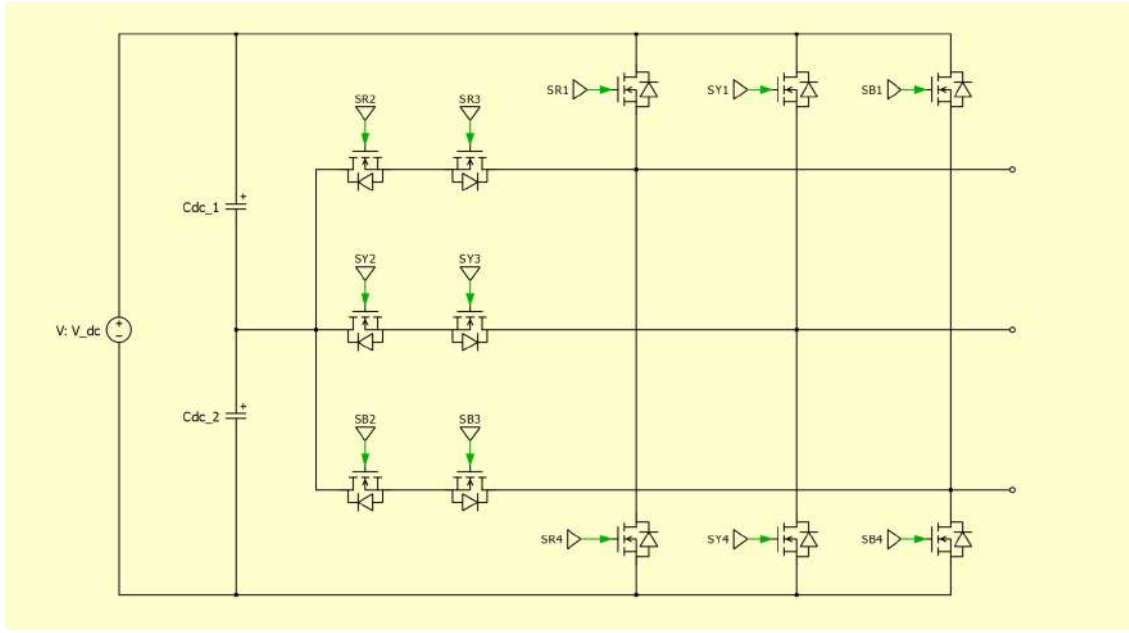 SR1
SY1
SB1
SR2
SR3
+
Cdc_1
SY2
SY3
V: V_dc
+
−
+
Cdc_2
SB2
SB3
SR4
SY4
SB4